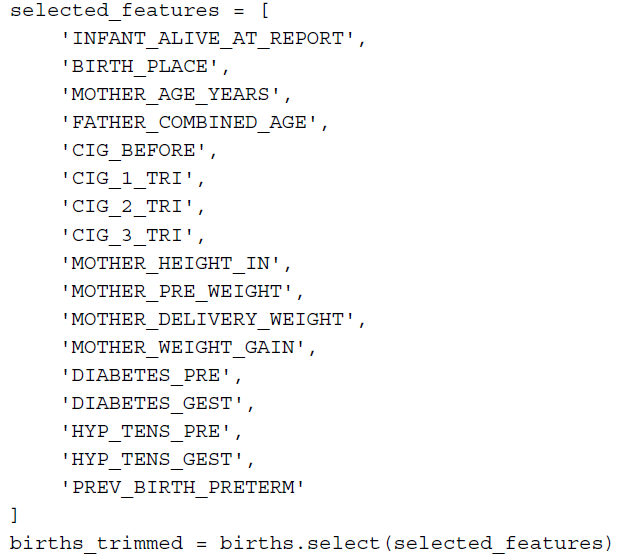 selected_features = [
    'INFANT_ALIVE_AT_REPORT',
    'BIRTH_PLACE',
    'MOTHER_AGE_YEARS',
    'FATHER_COMBINED_AGE',
    'CIG_BEFORE',
    'CIG_1_TRI',
    'CIG_2_TRI',
    'CIG_3_TRI',
    'MOTHER_HEIGHT_IN',
    'MOTHER_PRE_WEIGHT',
    'MOTHER_DELIVERY_WEIGHT',
    'MOTHER_WEIGHT_GAIN',
    'DIABETES_PRE',
    'DIABETES_GEST',
    'HYP_TENS_PRE',
    'HYP_TENS_GEST',
    'PREV_BIRTH_PRETERM'
]
births_trimmed = births.select(selected_features)